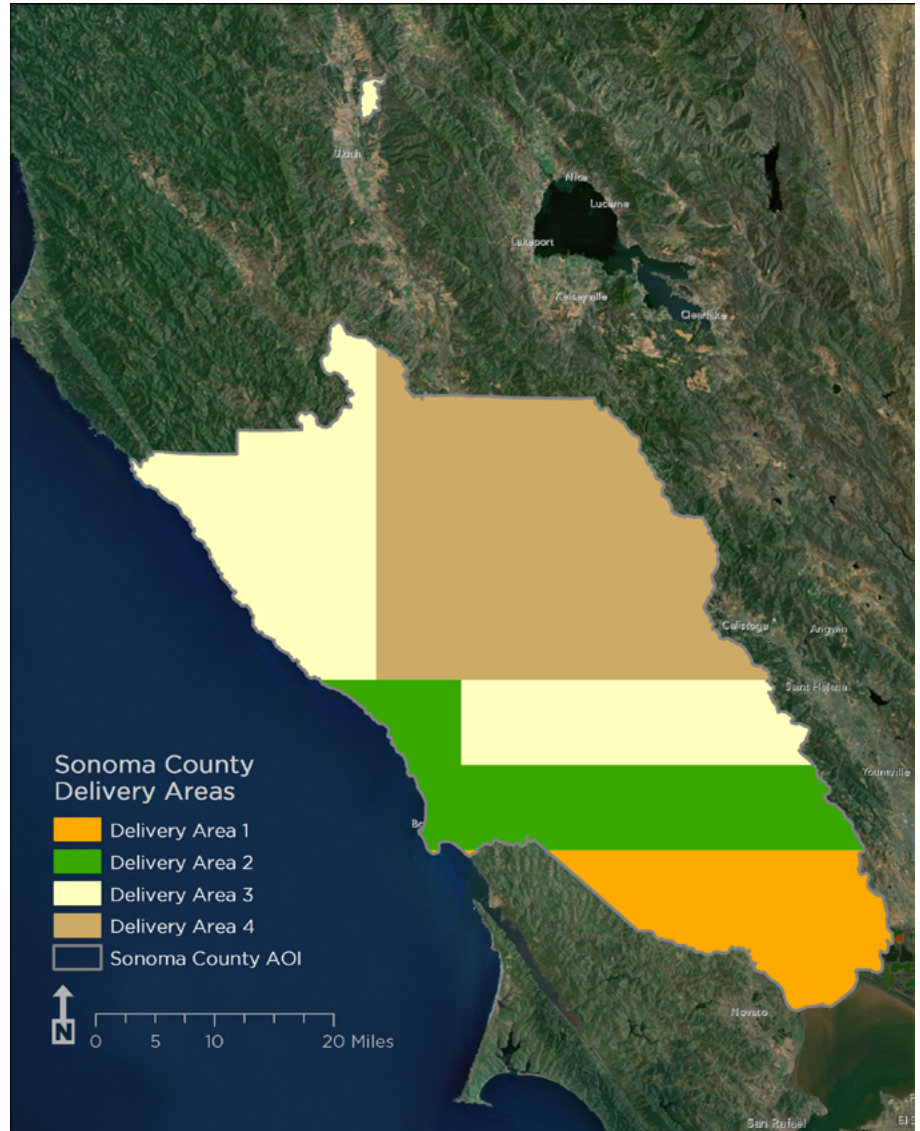 Ukiah
Nice
Lucerne
Lakeport
Kelseyville
Clearlake
Calistoga
Angwin
Saint Helena
Yountville
Sonoma County
Delivery Areas
Delivery Area 1
Delivery Area 2
Delivery Area 3
Delivery Area 4
Sonoma County AOI
N
0 5 10 20 Miles
Bo
Novato
San Rafael
El S